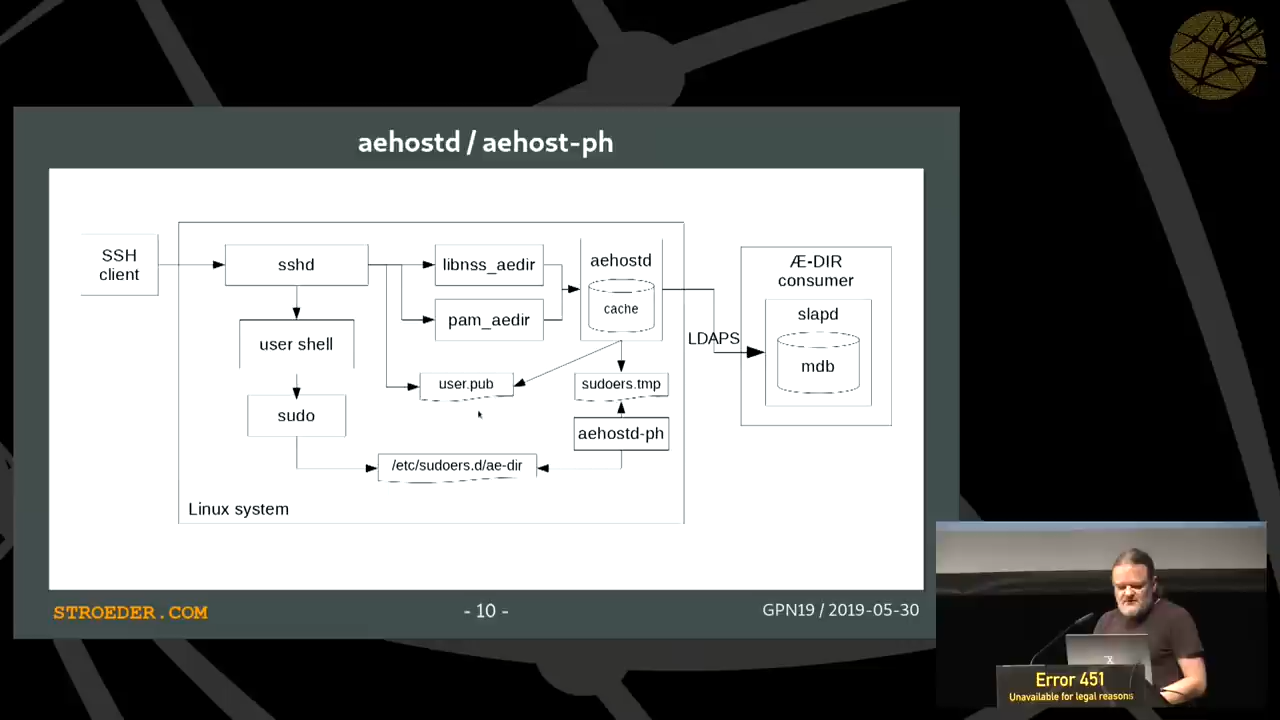 aehostd / aehost-ph
SSH
client
sshd
libnss_aedir
aehostd
cache
Æ-DIR
consumer
slapd
mdb
pam_aedir
user shell
LDAPS
user.pub
sudoers.tmp
sudo
aehostd-ph
/etc/sudoers.d/ae-dir
Linux system
STROEDER.COM
- 10 -
GPN19 / 2019-05-30
Error 451
Unavailable for legal reasons